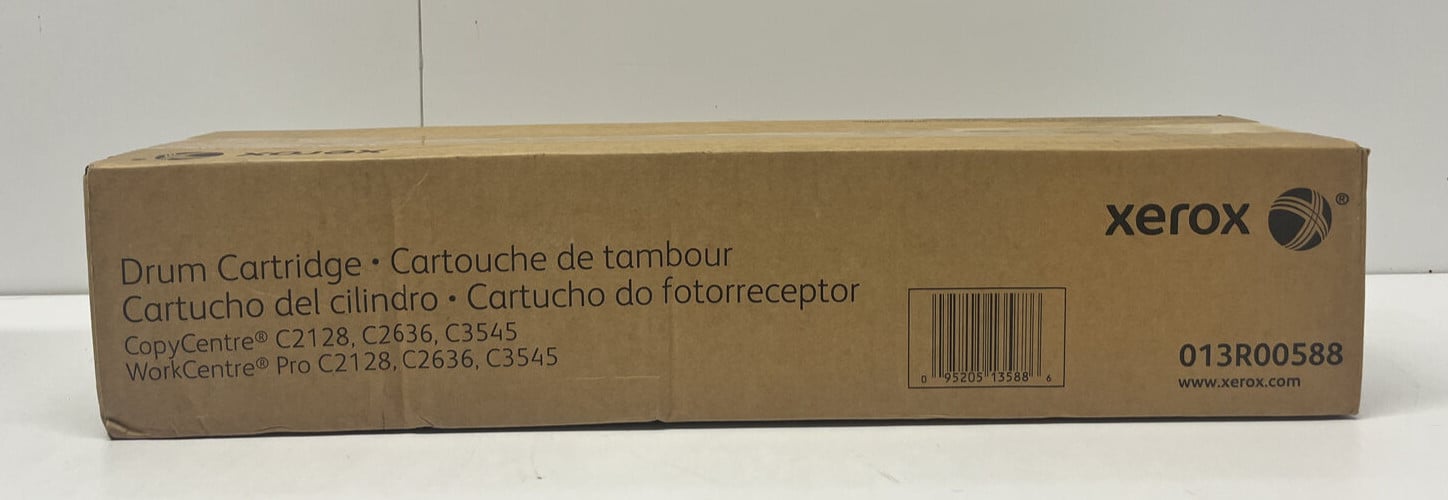 xerox
xerox ®
Drum Cartridge • Cartouche de tambour
Cartucho del cilindro • Cartucho do fotorreceptor
CopyCentre® C2128, C2636, C3545
WorkCentre® Pro C2128, C2636, C3545
0 95205 13588 6
013R00588
www.xerox.com